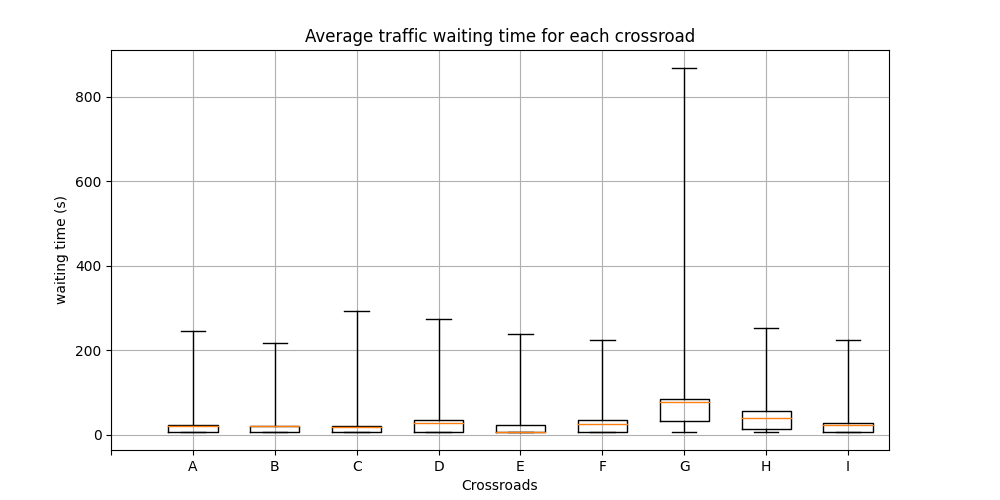 Average traffic waiting time for each crossroad
waiting time (s)
800
600
400
200
0
A B C D E F G H I
Crossroads